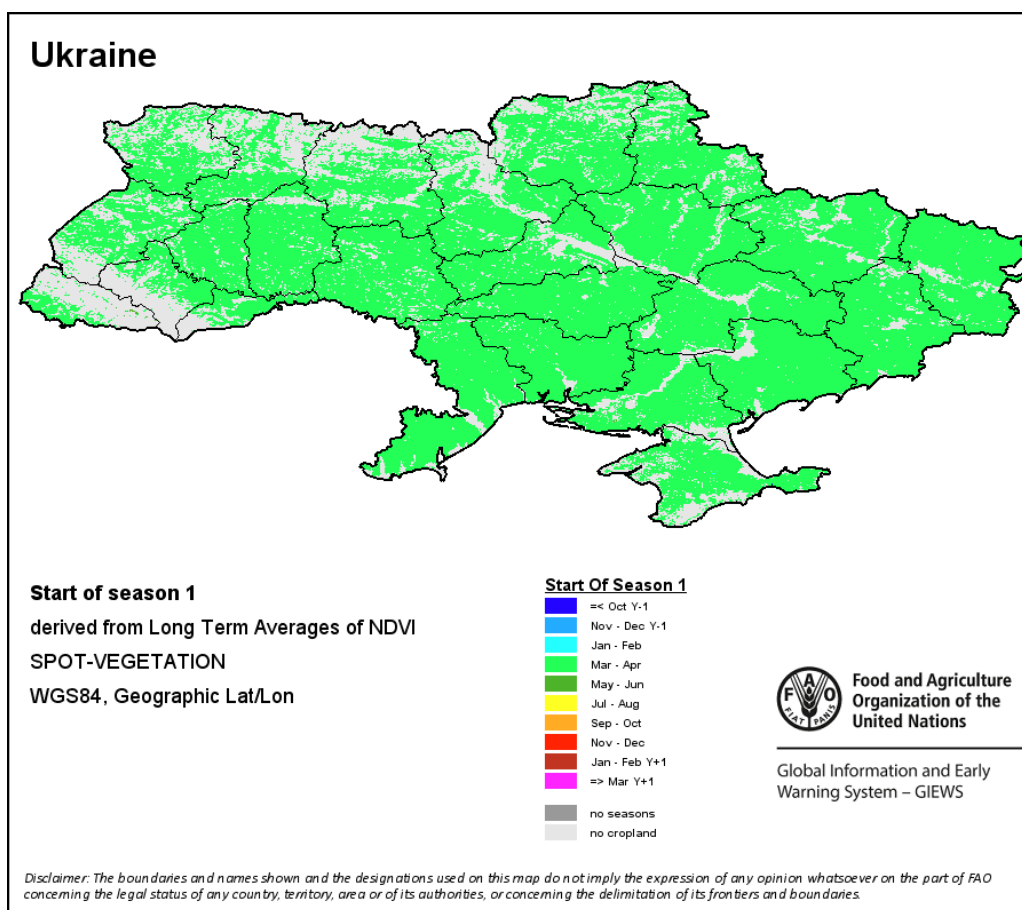 Ukraine
Start of season 1
derived from Long Term Averages of NDVI
SPOT-VEGETATION
WGS84, Geographic Lat/Lon
Start Of Season 1
=< Oct Y-1
Nov - Dec Y-1
Jan - Feb
Mar - Apr
May - Jun
Jul - Aug
Sep - Oct
Nov - Dec
Jan - Feb Y+1
=> Mar Y+1
no seasons
no cropland
F A O
FIAT PANIS
Food and Agriculture
Organization of the
United Nations
Global Information and Early
Warning System – GIEWS
Disclaimer: The boundaries and names shown and the designations used on this map do not imply the expression of any opinion whatsoever on the part of FAO
concerning the legal status of any country, territory, area or of its authorities, or concerning the delimitation of its frontiers and boundaries.